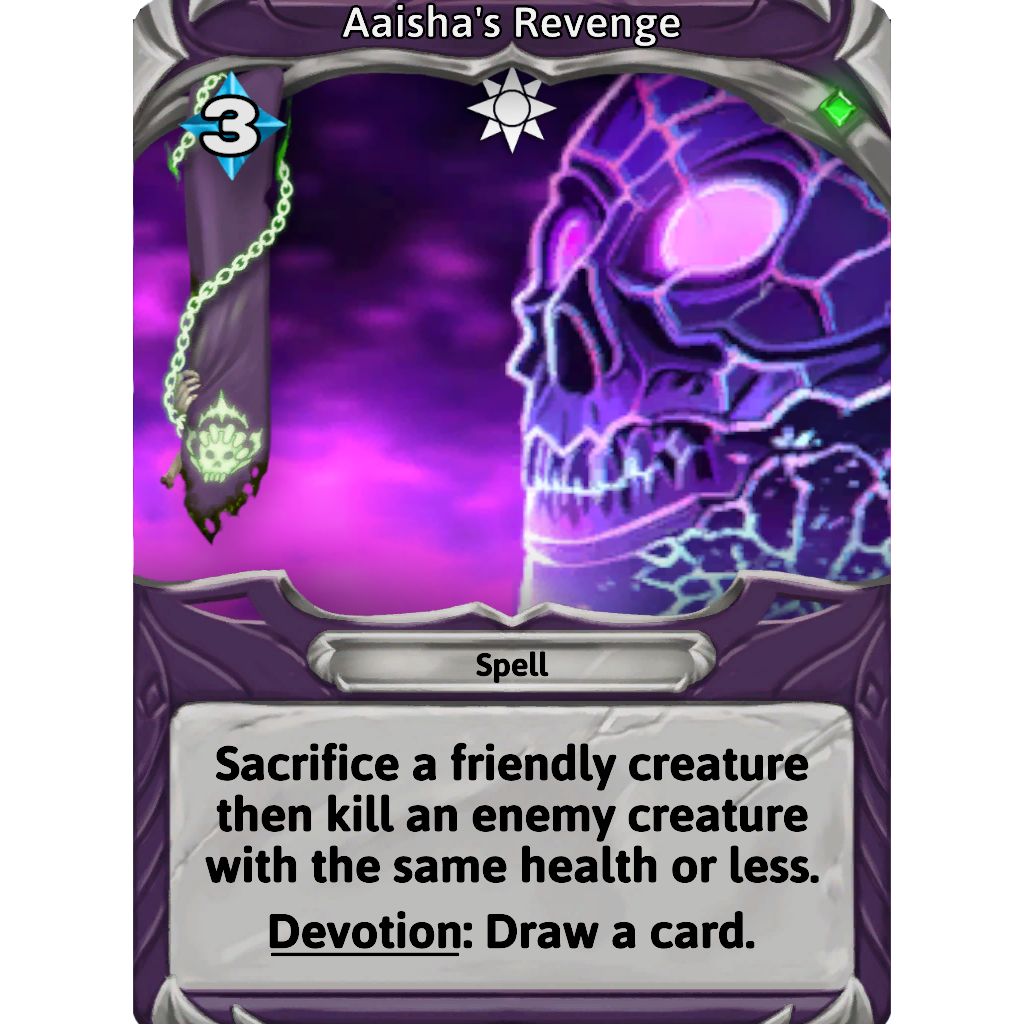 Aaisha's Revenge
3
Spell
Sacrifice a friendly creature
then kill an enemy creature
with the same health or less.
Devotion: Draw a card.